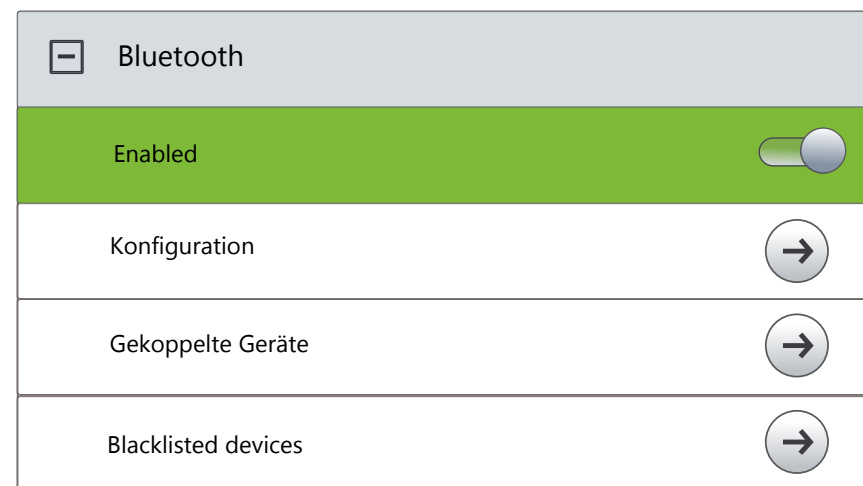 Bluetooth
Enabled
Konfiguration
Gekoppelte Geräte
Blacklisted devices